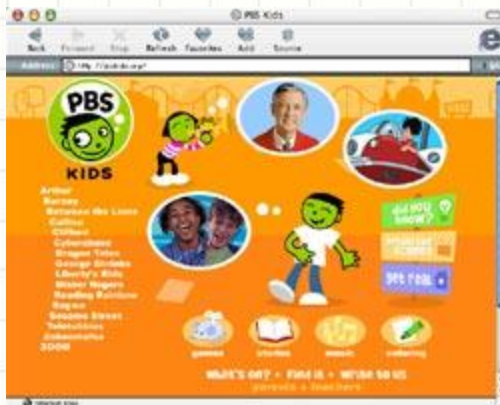 PBS Kids
Back Forward Stop Refresh Favorites Add Source
Address
PBS
KIDS
Arthur
Barney
Between the Lions
Caillou
Clifford
Cyberchase
Dragon Tales
George Shrinks
Liberty's Kids
Mister Rogers
Reading Rainbow
Sagwa
Sesame Street
Teletubbies
Zoboomafoo
ZOOM
did you know?
get real
games stories music coloring
What's on? • Find it • Write to us
parents & teachers
Internet zone